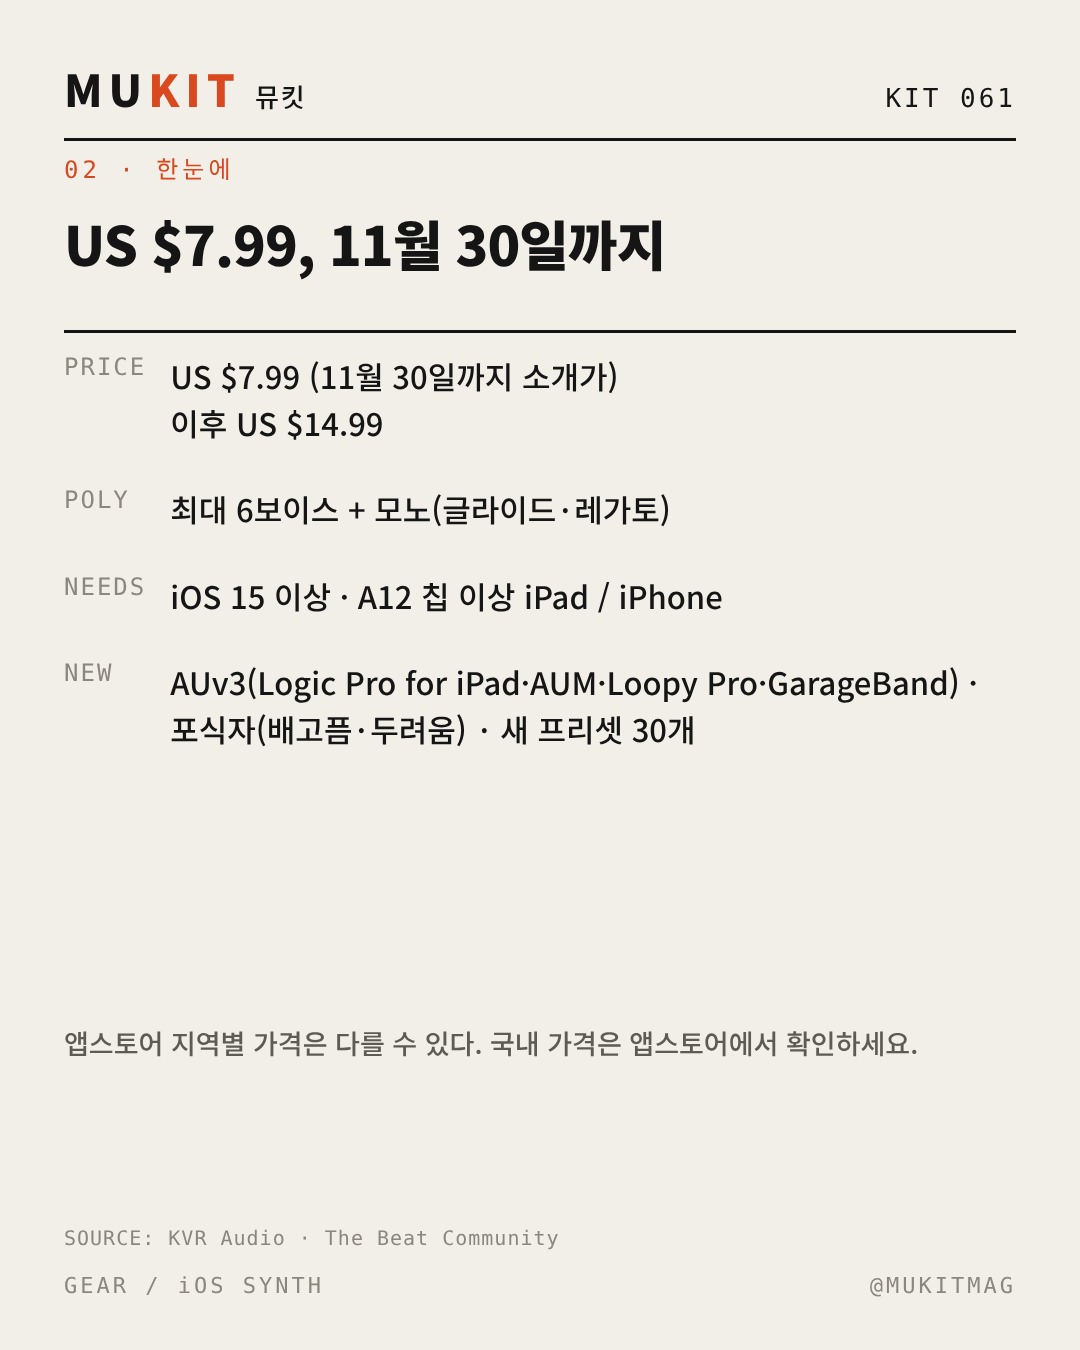 MUKIT 뮤킷 KIT 061
02 · 한눈에
US $7.99, 11월 30일까지
PRICE US $7.99 (11월 30일까지 소개가)
이후 US $14.99
POLY 최대 6보이스 + 모노(글라이드·레가토)
NEEDS iOS 15 이상 · A12 칩 이상 iPad / iPhone
NEW AUv3(Logic Pro for iPad·AUM·Loopy Pro·GarageBand) ·
포식자(배고픔·두려움) · 새 프리셋 30개
앱스토어 지역별 가격은 다를 수 있다. 국내 가격은 앱스토어에서 확인하세요.
SOURCE: KVR Audio · The Beat Community
GEAR / iOS SYNTH @MUKITMAG